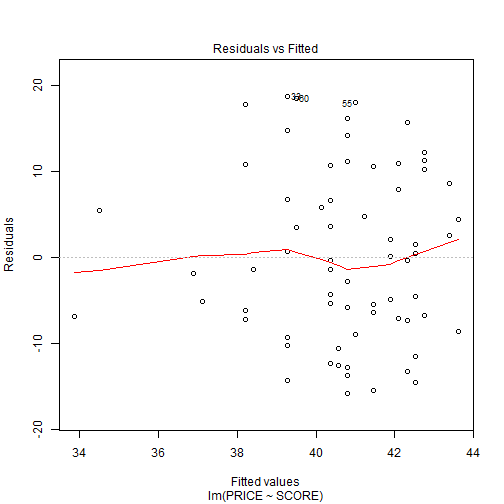 Residuals vs Fitted
20
10
0
-10
-20
Residuals
60
55
34 36 38 40 42 44
Fitted values
lm(PRICE ~ SCORE)